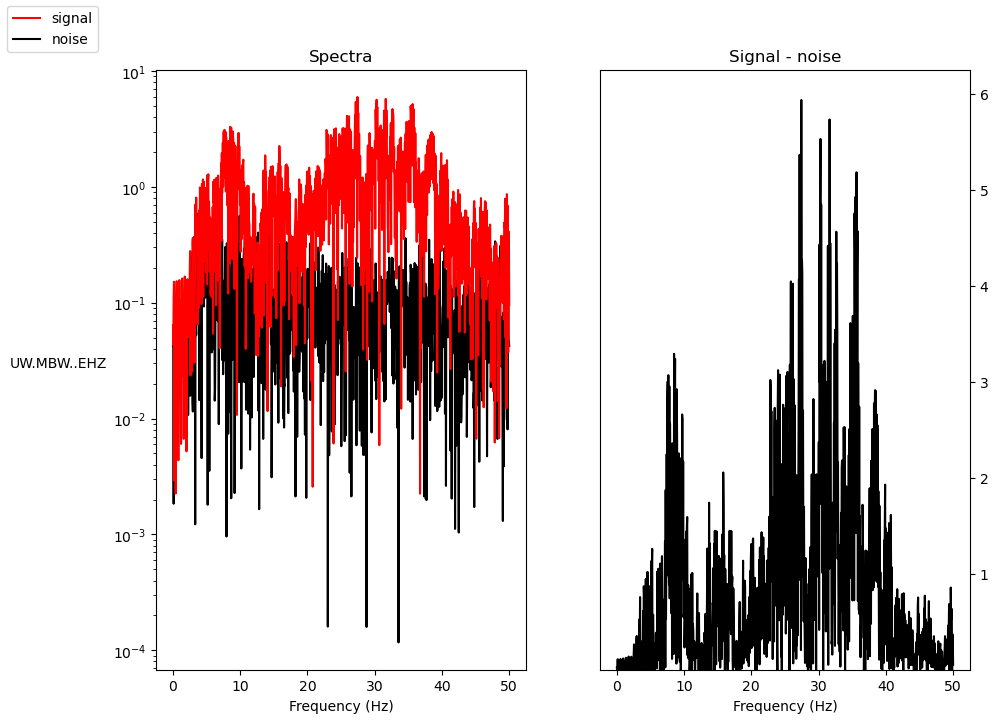 signal
noise
Spectra
Signal - noise
10¹
10⁰
10⁻¹
10⁻²
10⁻³
10⁻⁴
UW.MBW..EHZ
0 10 20 30 40 50
Frequency (Hz)
6
5
4
3
2
1
0 10 20 30 40 50
Frequency (Hz)